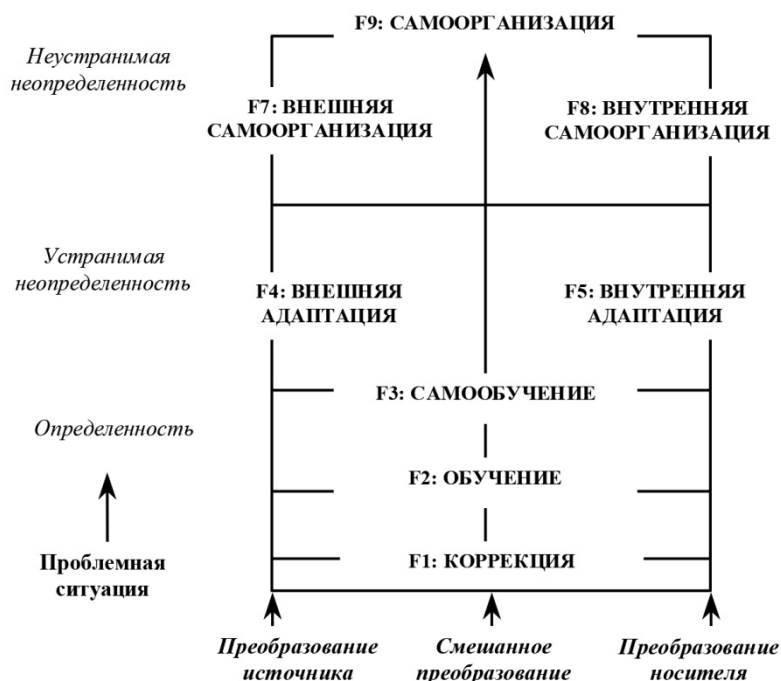 F9: САМООРГАНИЗАЦИЯ
Неустранимая
неопределенность
F7: ВНЕШНЯЯ
САМООРГАНИЗАЦИЯ
F8: ВНУТРЕННЯЯ
САМООРГАНИЗАЦИЯ
Устранимая
неопределенность
F4: ВНЕШНЯЯ
АДАПТАЦИЯ
F5: ВНУТРЕННЯЯ
АДАПТАЦИЯ
F3: САМООБУЧЕНИЕ
Определенность
F2: ОБУЧЕНИЕ
Проблемная
ситуация
F1: КОРРЕКЦИЯ
Преобразование
источника
Смешанное
преобразование
Преобразование
носителя